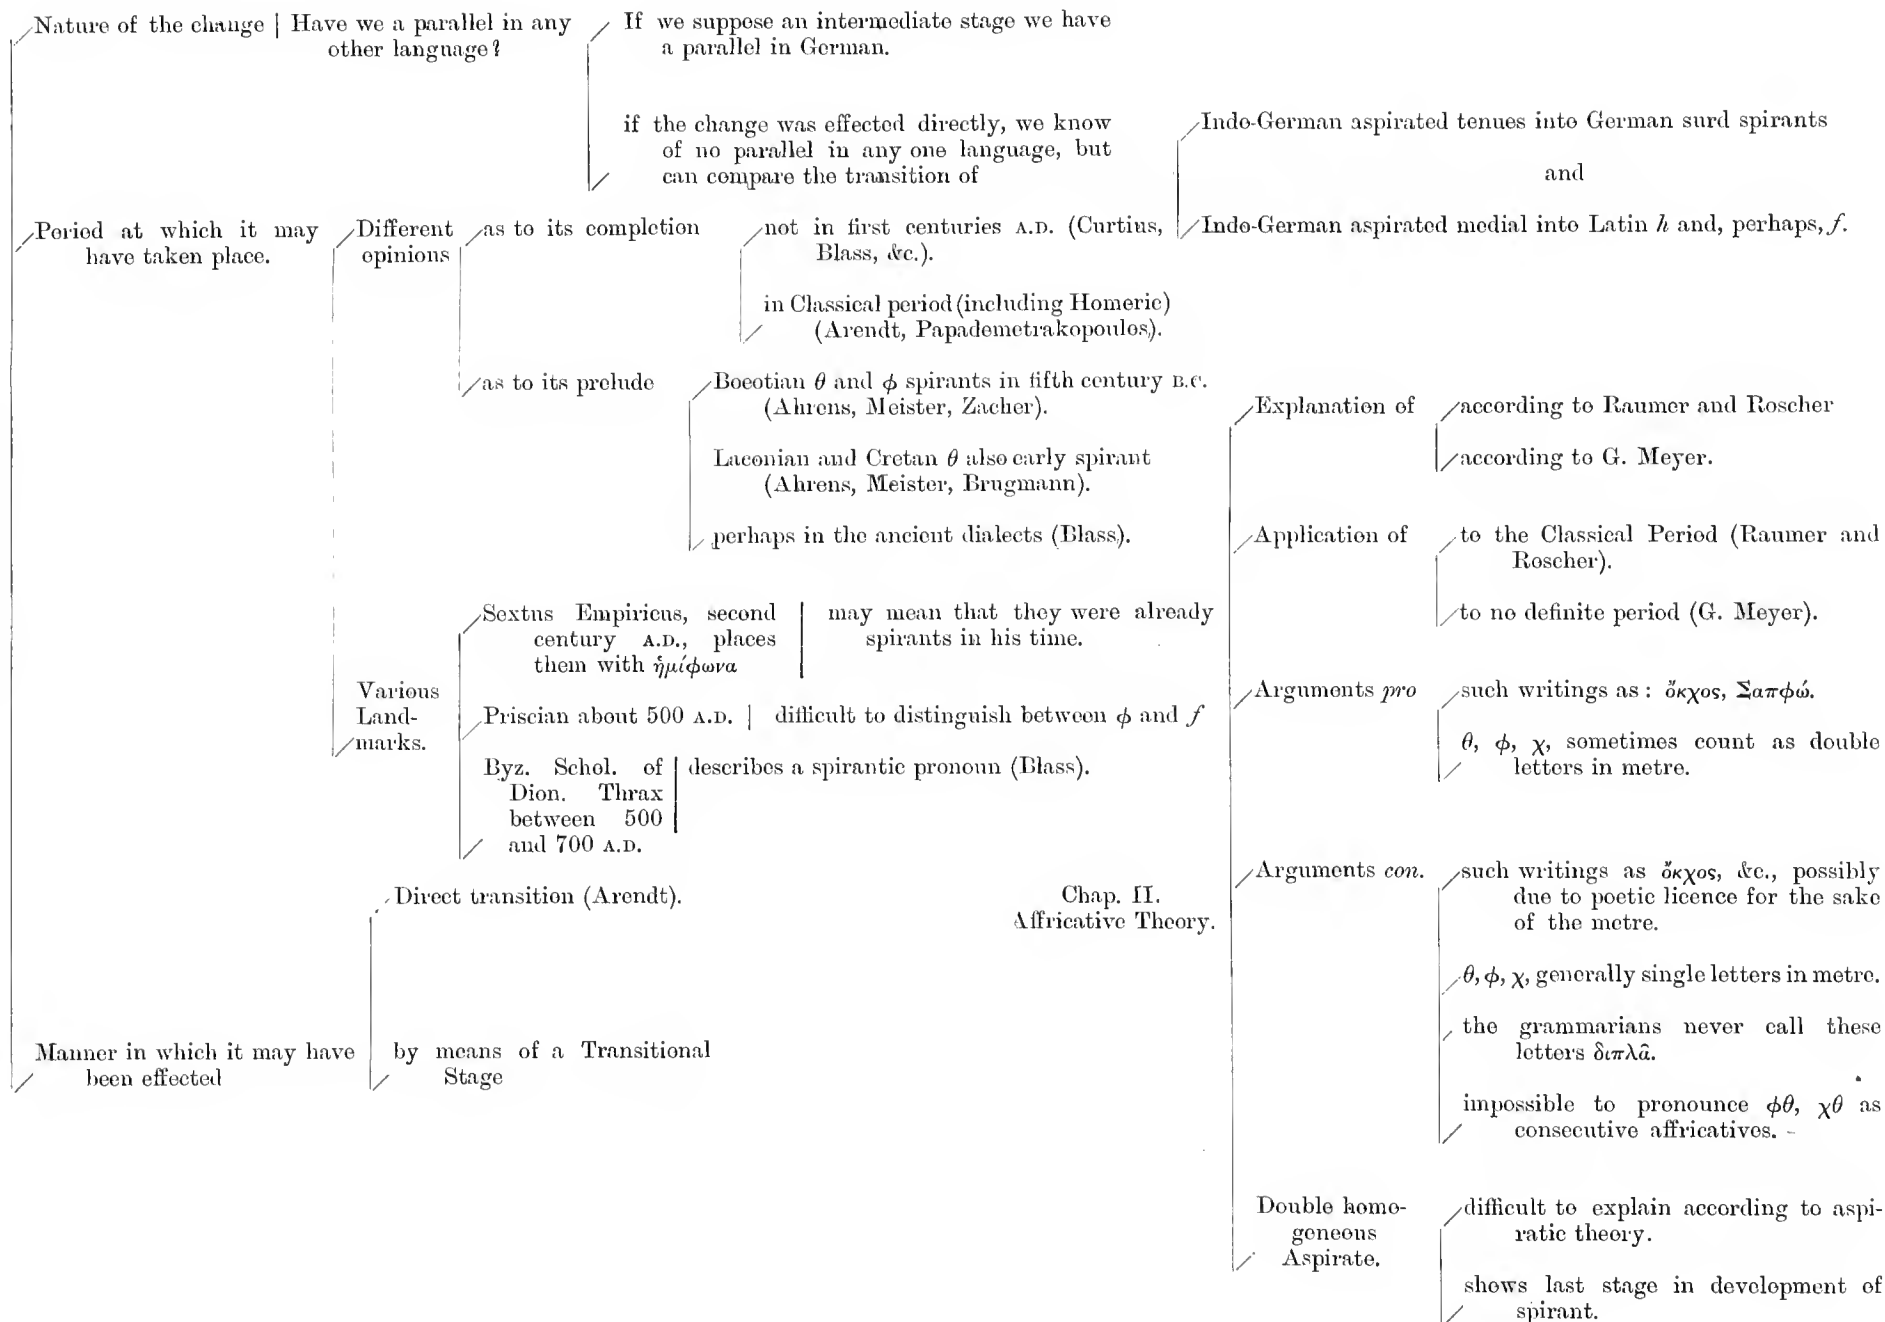 Nature of the change | Have we a parallel in any
other language?
If we suppose an intermediate stage we have
a parallel in German.
if the change was effected directly, we know
of no parallel in any one language, but
can compare the transition of
Indo-German aspirated tenues into German surd spirants
and
Indo-German aspirated medial into Latin h and, perhaps, f.
Period at which it may
have taken place.
Different
opinions
as to its completion
not in first centuries A.D. (Curtius,
Blass, &c.).
in Classical period (including Homeric)
(Arendt, Papademetrakopoulos).
as to its prelude
Boeotian θ and φ spirants in fifth century B.C.
(Ahrens, Meister, Zacher).
Laconian and Cretan θ also early spirant
(Ahrens, Meister, Brugmann).
perhaps in the ancient dialects (Blass).
Various
Land-
marks.
Sextus Empiricus, second
century A.D., places
them with ἡμίφωνα
may mean that they were already
spirants in his time.
Priscian about 500 A.D. | difficult to distinguish between φ and f
Byz. Schol. of
Dion. Thrax
between 500
and 700 A.D.
describes a spirantic pronoun (Blass).
Manner in which it may have
been effected
Direct transition (Arendt).
by means of a Transitional
Stage
Chap. II.
Affricative Theory.
Explanation of
according to Raumer and Roscher
according to G. Meyer.
Application of
to the Classical Period (Raumer and
Roscher).
to no definite period (G. Meyer).
Arguments pro
such writings as: ὄκχος, Σαπφώ.
θ, φ, χ, sometimes count as double
letters in metre.
Arguments con.
such writings as ὄκχος, &c., possibly
due to poetic licence for the sake
of the metre.
θ, φ, χ, generally single letters in metre.
the grammarians never call these
letters διπλᾶ.
impossible to pronounce φθ, χθ as
consecutive affricatives.
Double homo-
geneous
Aspirate.
difficult to explain according to aspi-
ratic theory.
shows last stage in development of
spirant.